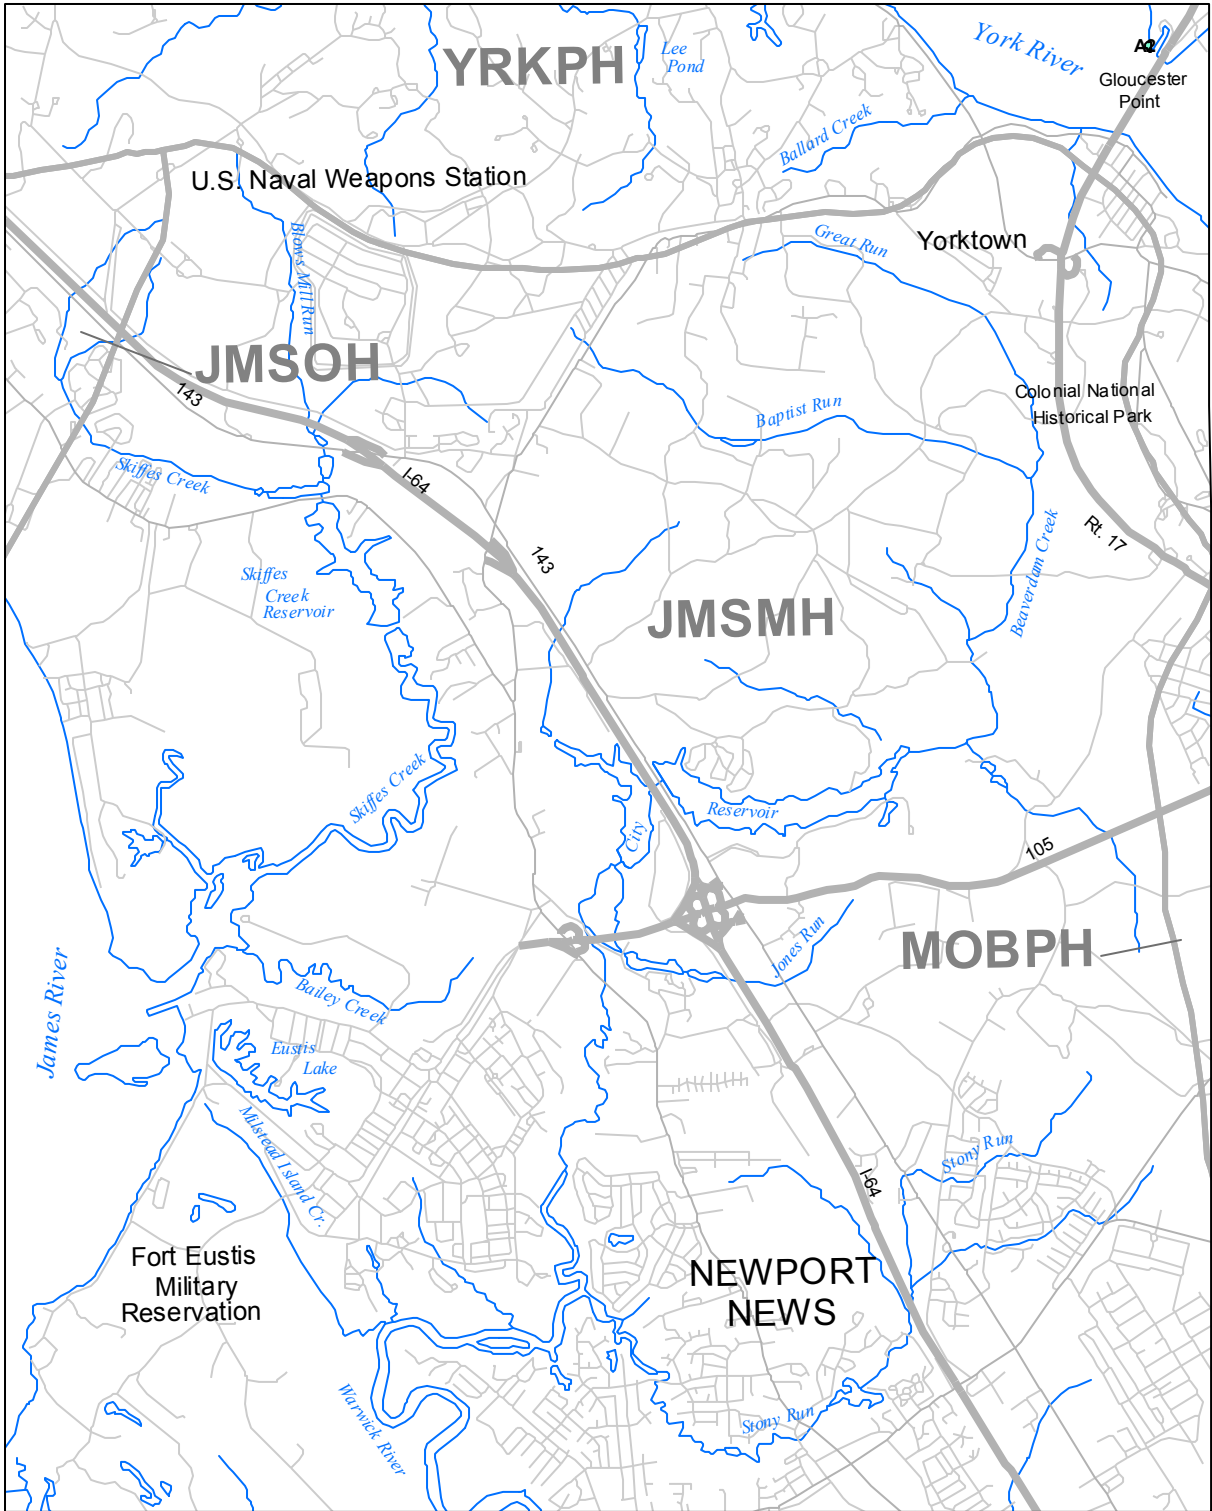 YRKPH
Lee
Pond
York River
Gloucester
Point
Ballard Creek
U.S. Naval Weapons Station
Great Run
Yorktown
Blows Mill Run
JMSOH
143
Colonial National
Historical Park
Baptist Run
Skiffes Creek
I-64
Rt. 17
143
Beaverdam Creek
Skiffes
Creek
Reservoir
JMSMH
Skiffes Creek
Reservoir
City
105
Jones Run
MOBPH
James River
Bailey Creek
Eustis
Lake
Milstead Island Cr.
Stony Run
I-64
Fort Eustis
Military
Reservation
NEWPORT
NEWS
Warwick River
Stony Run